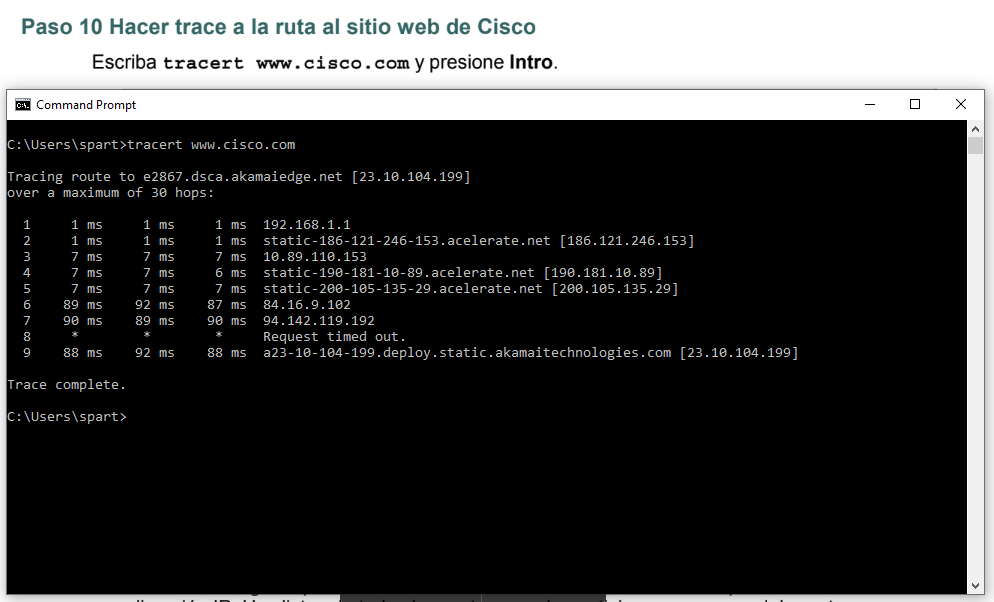 Paso 10 Hacer trace a la ruta al sitio web de Cisco
Escriba tracert www.cisco.com y presione Intro.
Command Prompt
C:\Users\spart>tracert www.cisco.com
Tracing route to e2867.dsca.akamaiedge.net [23.10.104.199]
over a maximum of 30 hops:
1 1 ms 1 ms 1 ms 192.168.1.1
2 1 ms 1 ms 1 ms static-186-121-246-153.acelerate.net [186.121.246.153]
3 7 ms 7 ms 7 ms 10.89.110.153
4 7 ms 7 ms 6 ms static-190-181-10-89.acelerate.net [190.181.10.89]
5 7 ms 7 ms 7 ms static-200-105-135-29.acelerate.net [200.105.135.29]
6 89 ms 92 ms 87 ms 84.16.9.102
7 90 ms 89 ms 90 ms 94.142.119.192
8 * * * Request timed out.
9 88 ms 92 ms 88 ms a23-10-104-199.deploy.static.akamaitechnologies.com [23.10.104.199]
Trace complete.
C:\Users\spart>